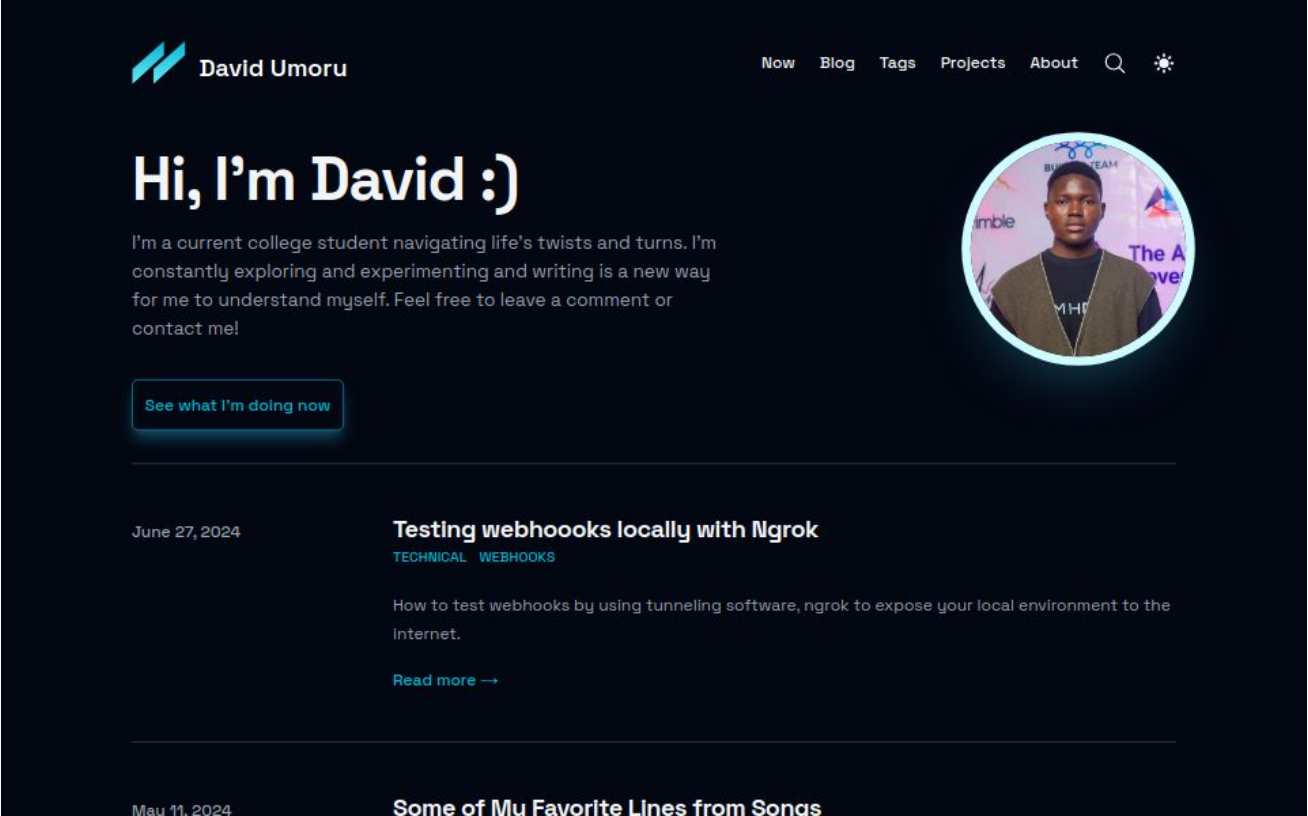 David Umoru
Now Blog Tags Projects About
Hi, I'm David :)
I'm a current college student navigating life's twists and turns. I'm
constantly exploring and experimenting and writing is a new way
for me to understand myself. Feel free to leave a comment or
contact me!
TEAM
The A
See what I'm doing now
June 27, 2024
Testing webhoooks locally with Ngrok
TECHNICAL WEBHOOKS
How to test webhooks by using tunneling software, ngrok to expose your local environment to the
internet.
Read more →
May 11, 2024
Some of My Favorite Lines from Songs